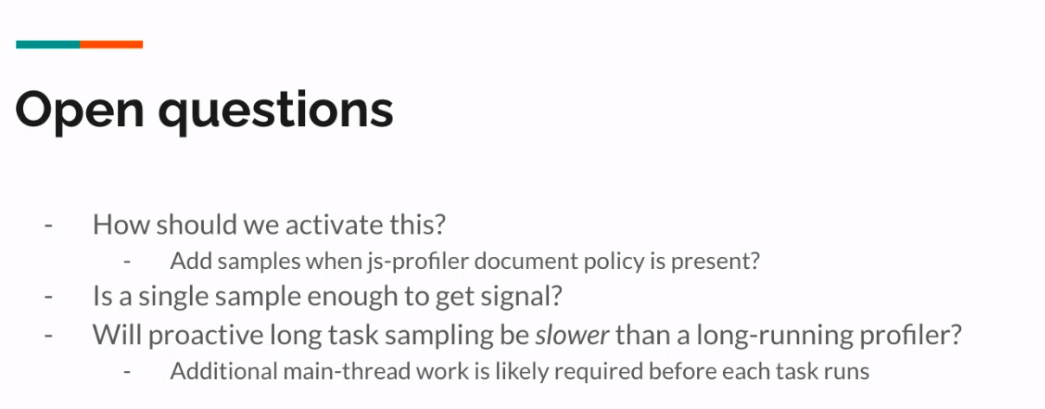 Open questions
- How should we activate this?
- Add samples when js-profiler document policy is present?
- Is a single sample enough to get signal?
- Will proactive long task sampling be slower than a long-running profiler?
- Additional main-thread work is likely required before each task runs